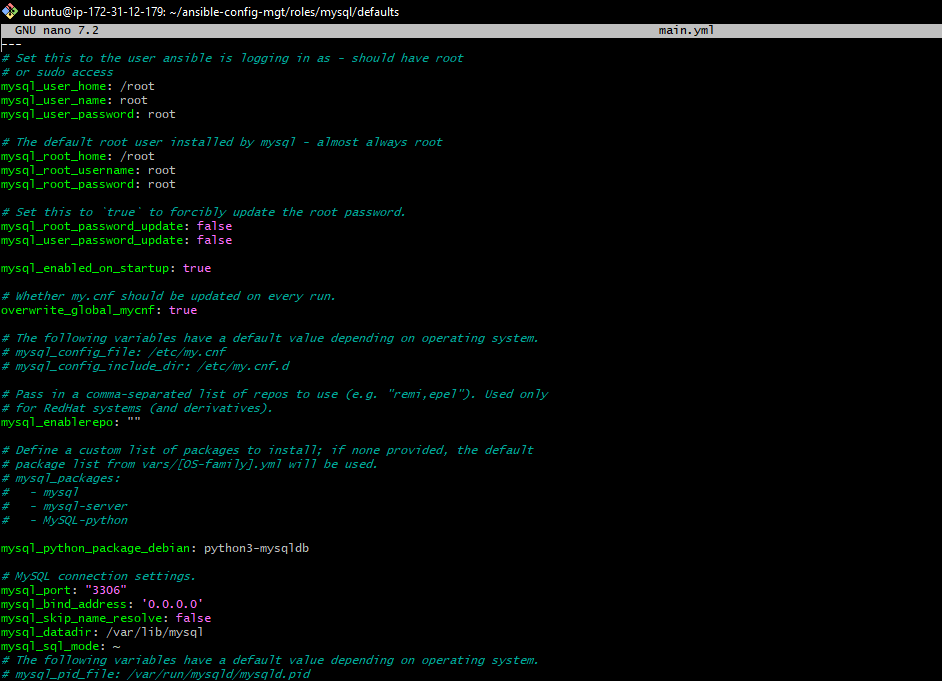 ubuntu@ip-172-31-12-179: ~/ansible-config-mgt/roles/mysql/defaults
GNU nano 7.2 main.yml
---
# Set this to the user ansible is logging in as - should have root
# or sudo access
mysql_user_home: /root
mysql_user_name: root
mysql_user_password: root
# The default root user installed by mysql - almost always root
mysql_root_home: /root
mysql_root_username: root
mysql_root_password: root
# Set this to `true` to forcibly update the root password.
mysql_root_password_update: false
mysql_user_password_update: false
mysql_enabled_on_startup: true
# Whether my.cnf should be updated on every run.
overwrite_global_mycnf: true
# The following variables have a default value depending on operating system.
# mysql_config_file: /etc/my.cnf
# mysql_config_include_dir: /etc/my.cnf.d
# Pass in a comma-separated list of repos to use (e.g. "remi,epel"). Used only
# for RedHat systems (and derivatives).
mysql_enablerepo: ""
# Define a custom list of packages to install; if none provided, the default
# package list from vars/[OS-family].yml will be used.
# mysql_packages:
#   - mysql
#   - mysql-server
#   - MySQL-python
mysql_python_package_debian: python3-mysqldb
# MySQL connection settings.
mysql_port: "3306"
mysql_bind_address: '0.0.0.0'
mysql_skip_name_resolve: false
mysql_datadir: /var/lib/mysql
mysql_sql_mode: ~
# The following variables have a default value depending on operating system.
# mysql_pid_file: /var/run/mysqld/mysqld.pid